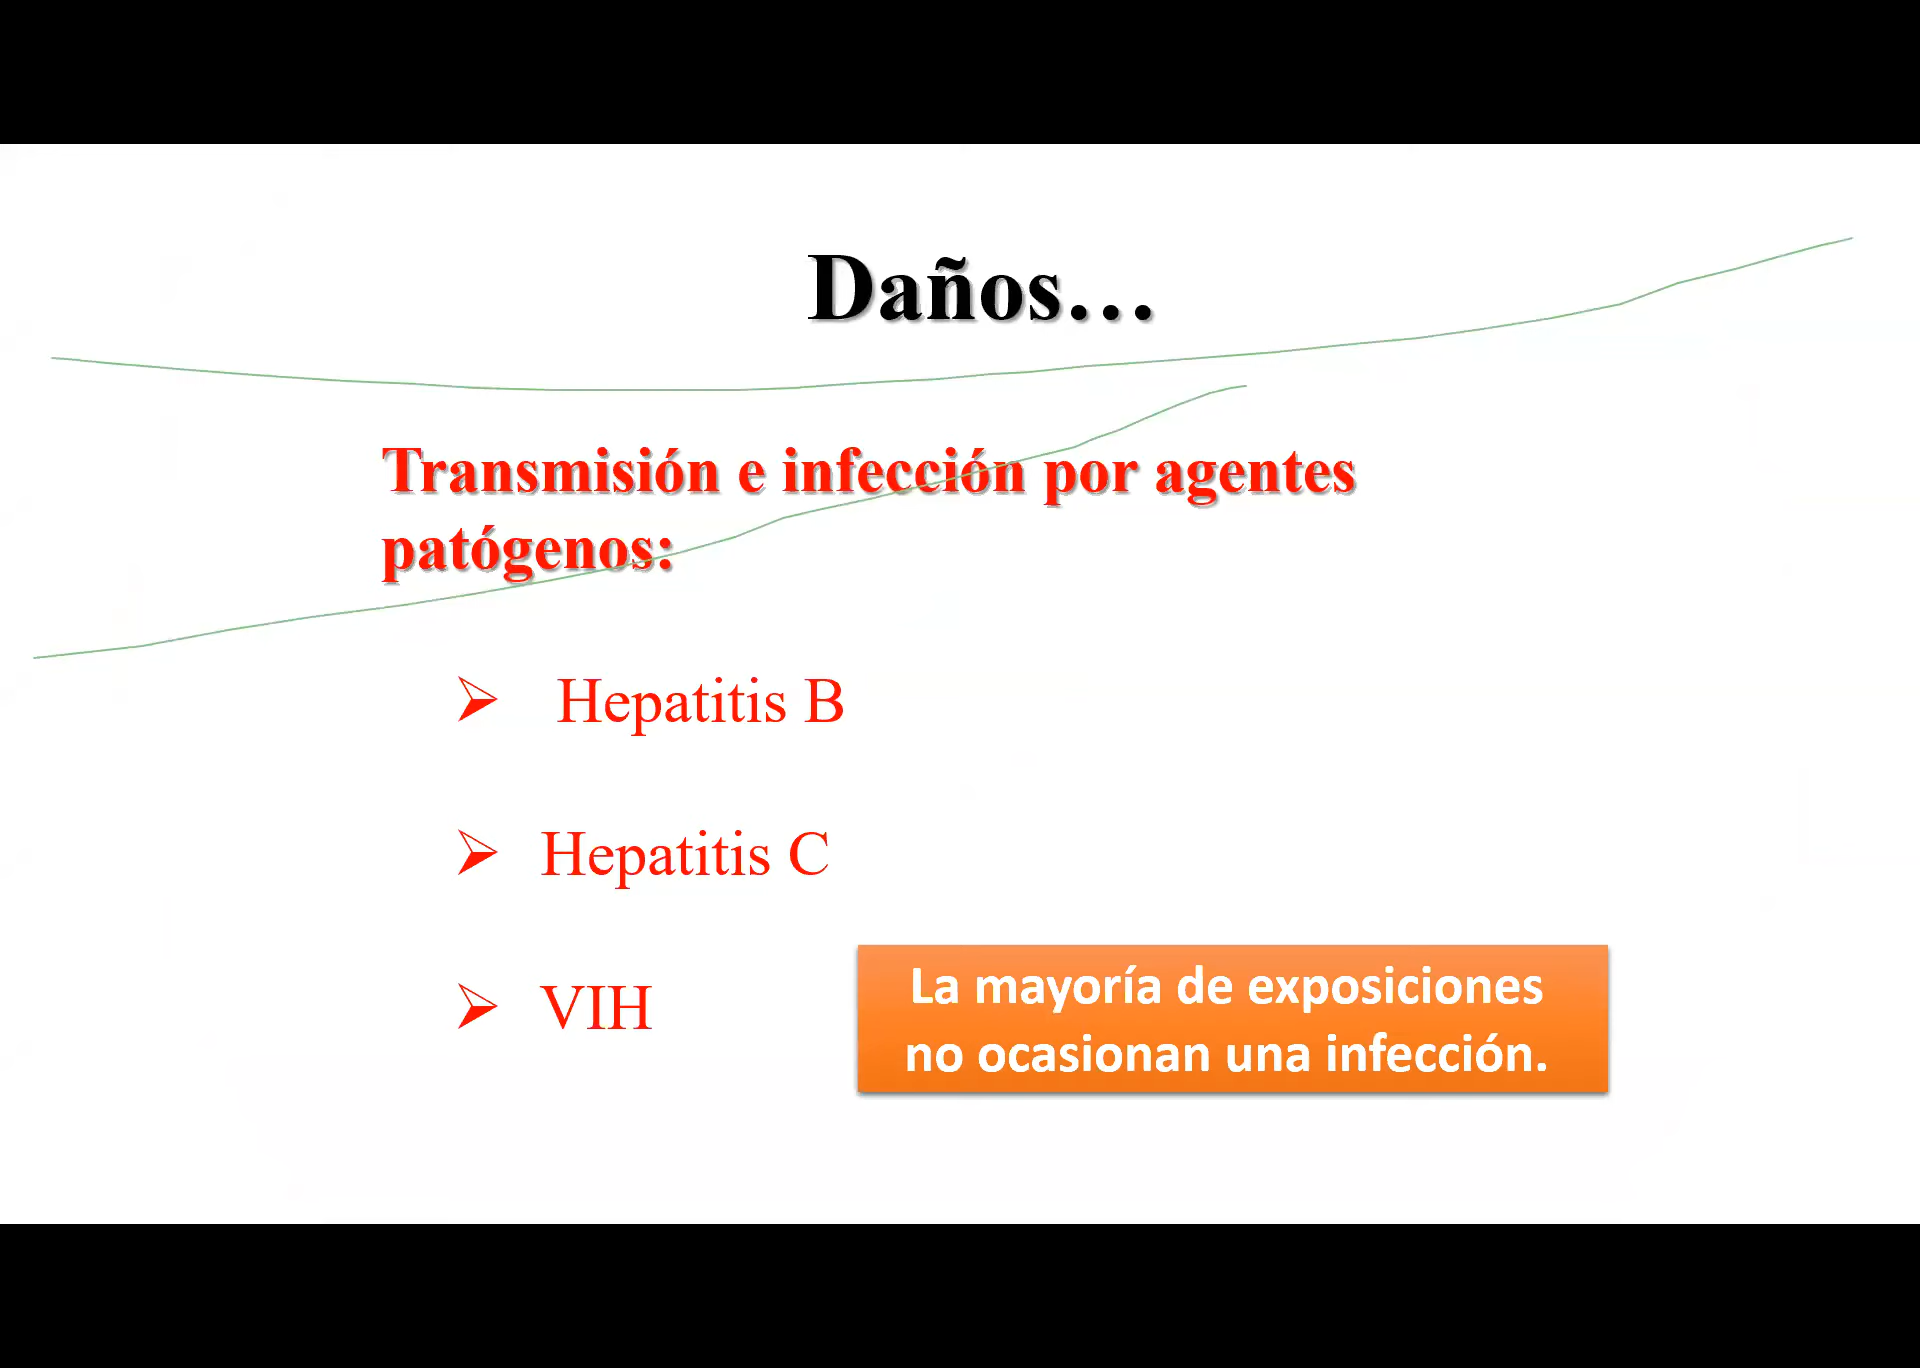 Daños…
Transmisión e infección por agentes
patógenos:
➢ Hepatitis B
➢ Hepatitis C
➢ VIH
La mayoría de exposiciones
no ocasionan una infección.